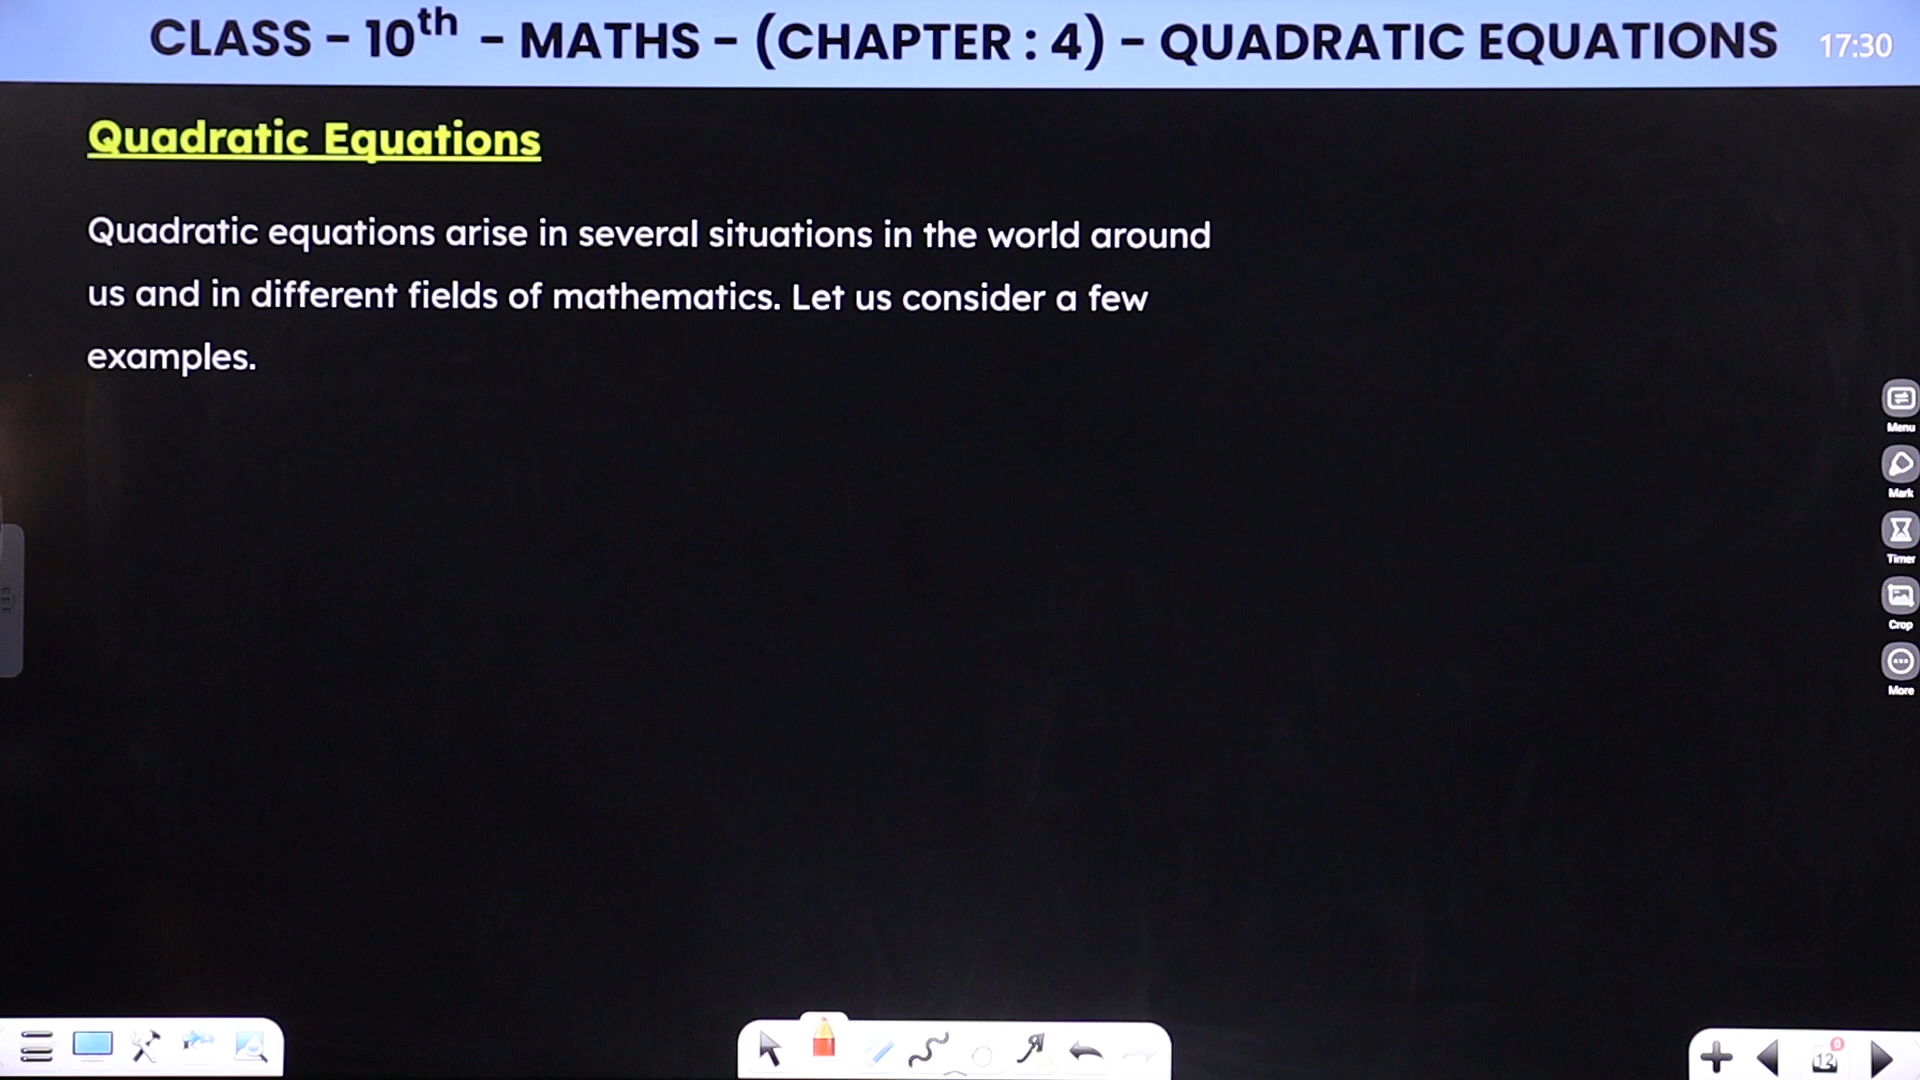 CLASS - 10th - MATHS - (CHAPTER : 4) - QUADRATIC EQUATIONS 17:30
Quadratic Equations
Quadratic equations arise in several situations in the world around
us and in different fields of mathematics. Let us consider a few
examples.
Menu
Mark
Timer
Crop
More
0
12